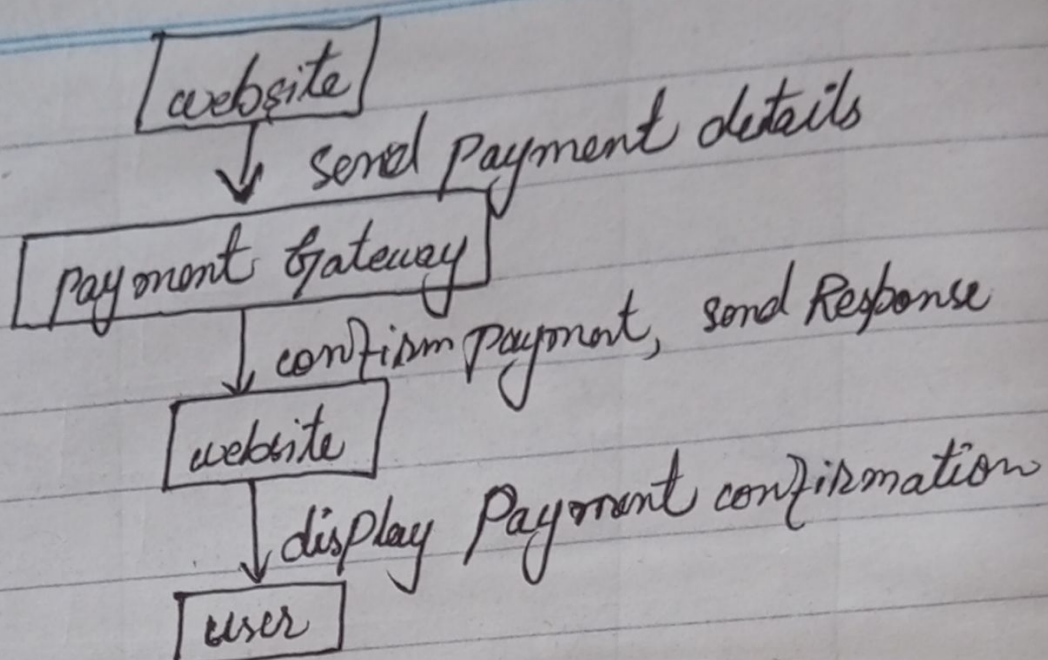 website
send payment details
Payment Gateway
confirm payment, send Response
website
display Payment confirmation
user